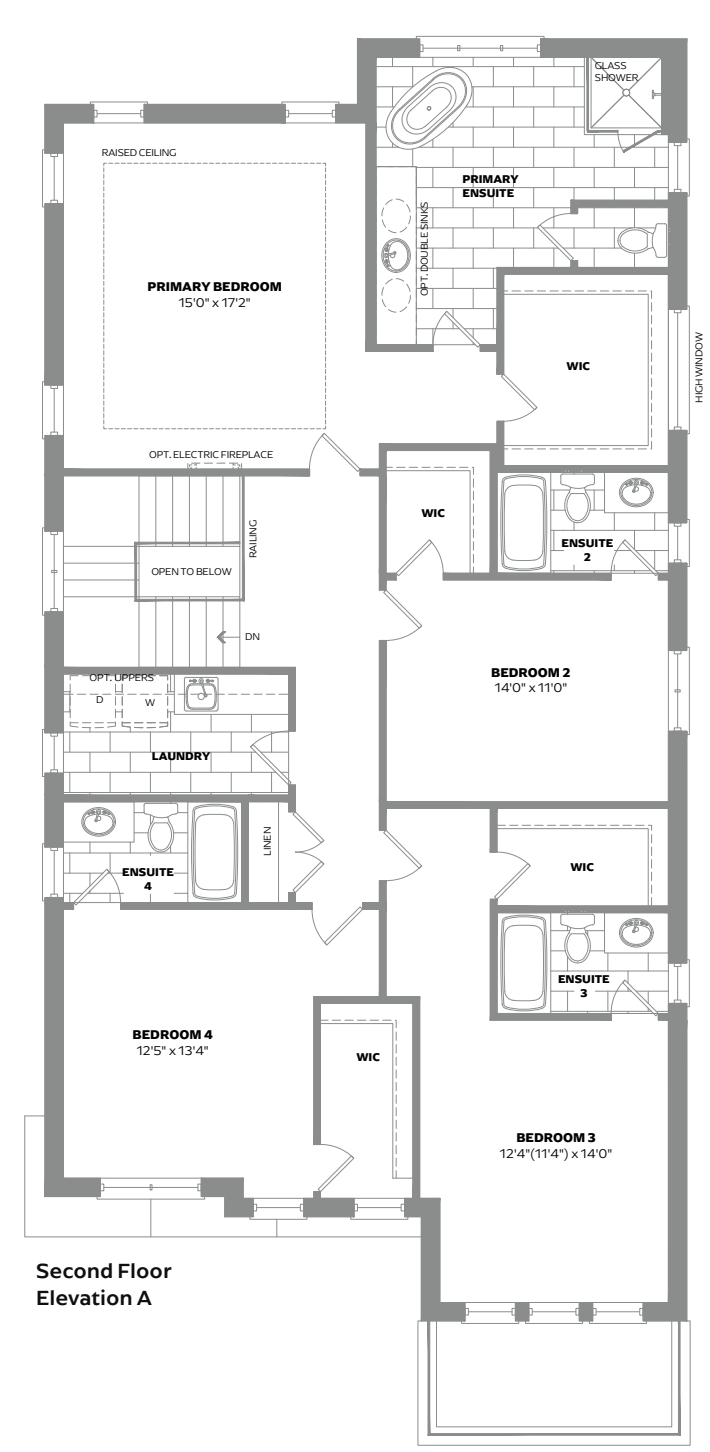 GLASS
SHOWER
RAISED CEILING
PRIMARY
ENSUITE
OPT. DOUBLE SINKS
PRIMARY BEDROOM
15'0" x 17'2"
WIC
HIGH WINDOW
OPT. ELECTRIC FIREPLACE
WIC
RAILING
ENSUITE
2
OPEN TO BELOW
DN
BEDROOM 2
14'0" x 11'0"
OPT. UPPERS
D
W
LAUNDRY
LINEN
WIC
ENSUITE
4
ENSUITE
3
BEDROOM 4
12'5" x 13'4"
WIC
BEDROOM 3
12'4"(11'4") x 14'0"
Second Floor
Elevation A